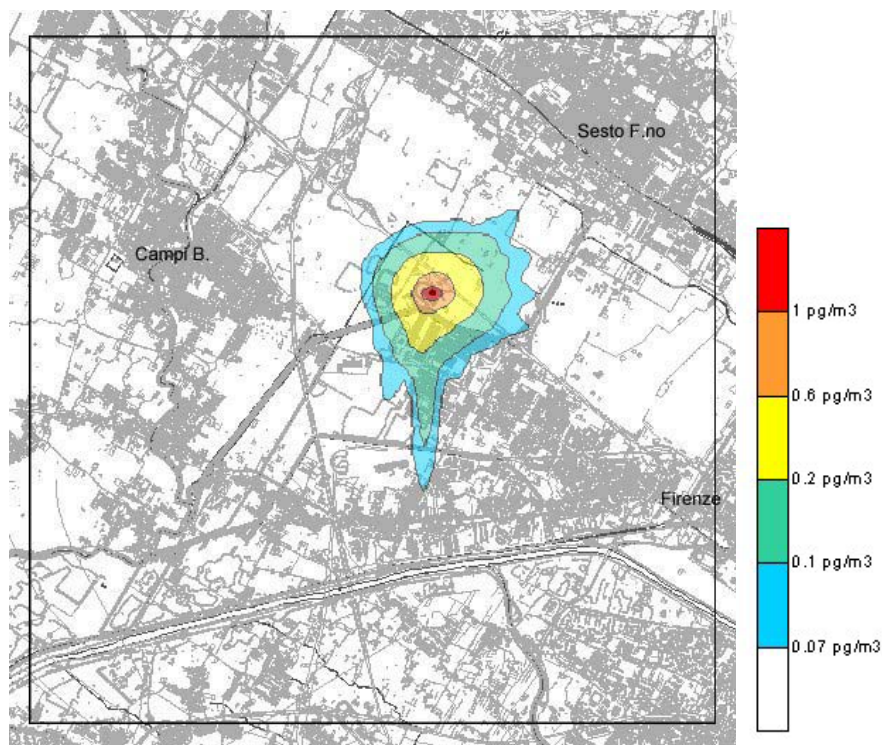 Sesto F.no
Campi B.
Firenze
1 pg/m3
0.6 pg/m3
0.2 pg/m3
0.1 pg/m3
0.07 pg/m3